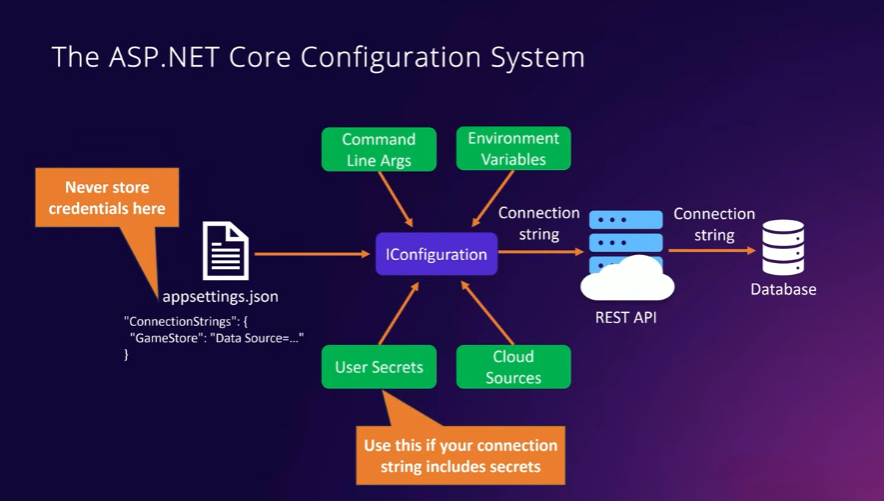 The ASP.NET Core Configuration System
Command
Line Args
Environment
Variables
Never store
credentials here
Connection
string
Connection
string
IConfiguration
appsettings.json
Database
REST API
"ConnectionStrings": {
"GameStore": "Data Source=..."
}
User Secrets
Cloud
Sources
Use this if your connection
string includes secrets